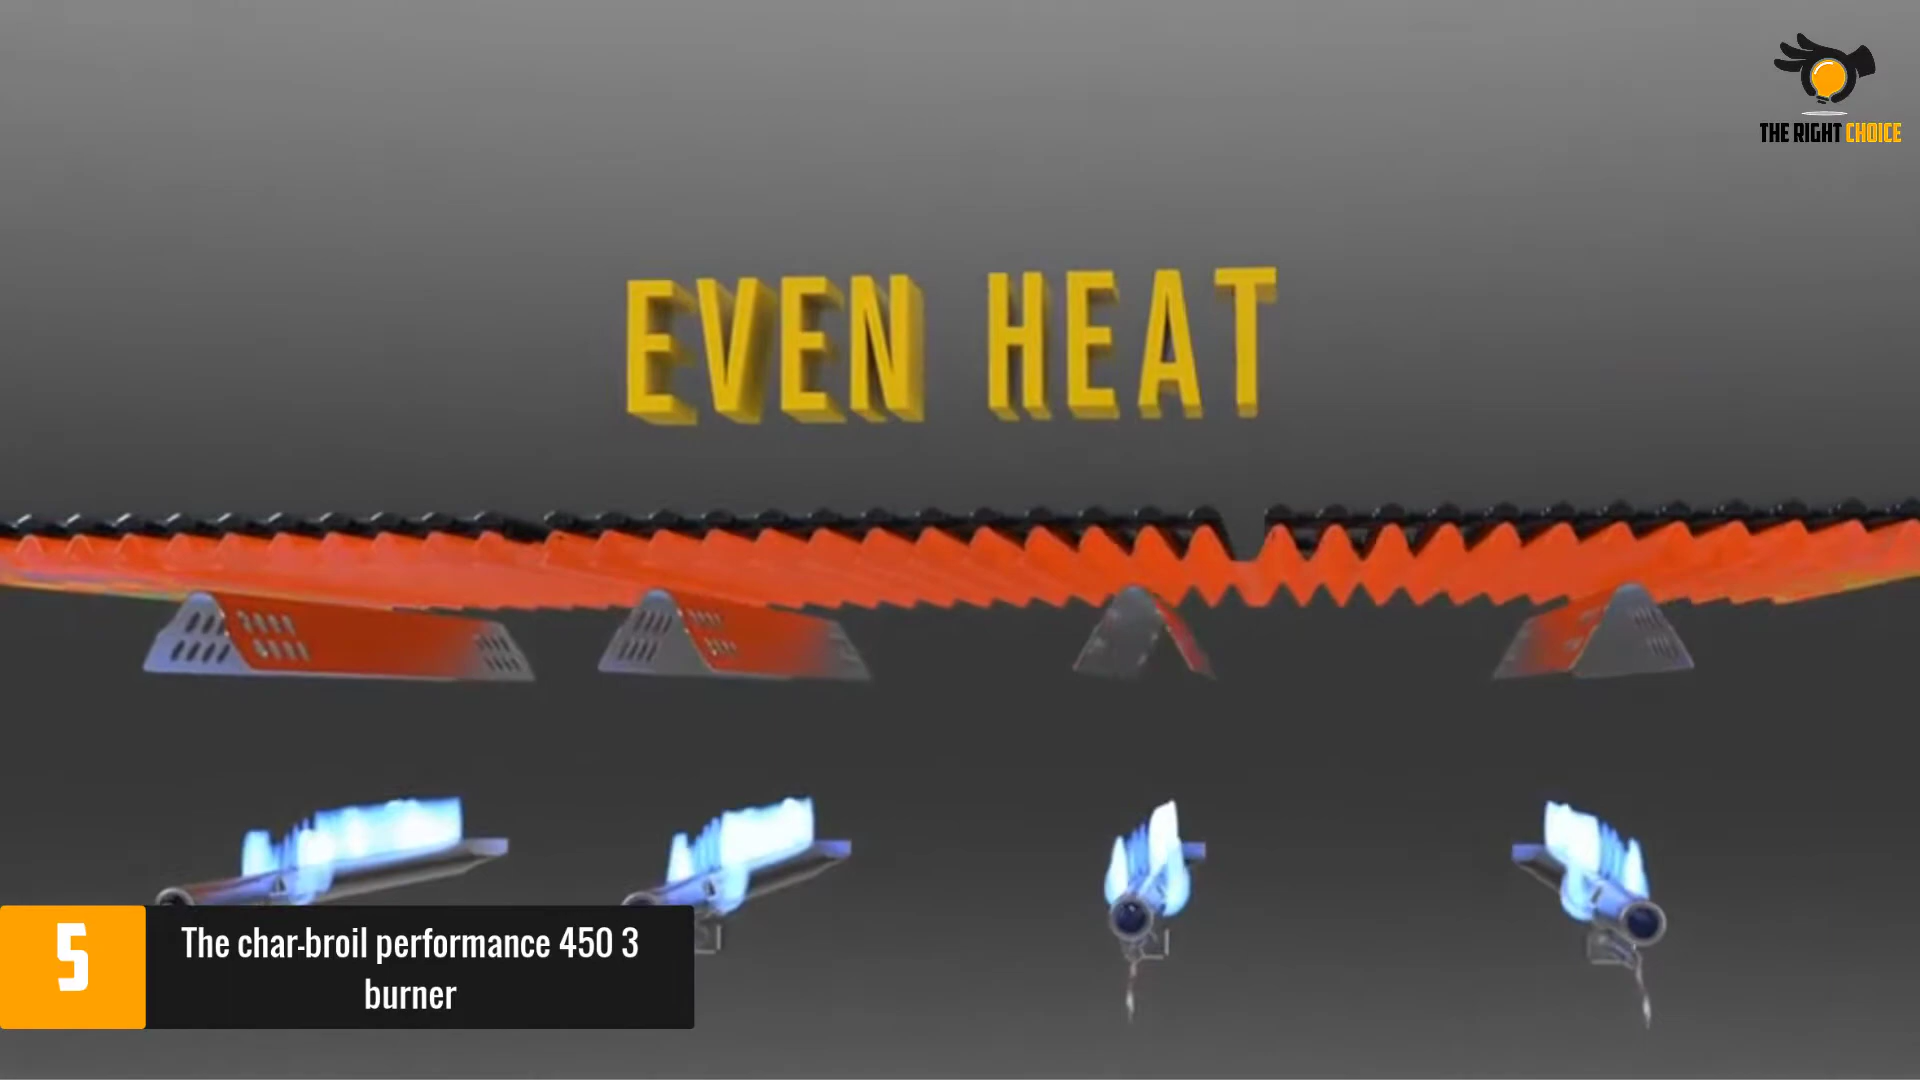 THE RIGHT CHOICE
EVEN HEAT
5
The char-broil performance 450 3
burner